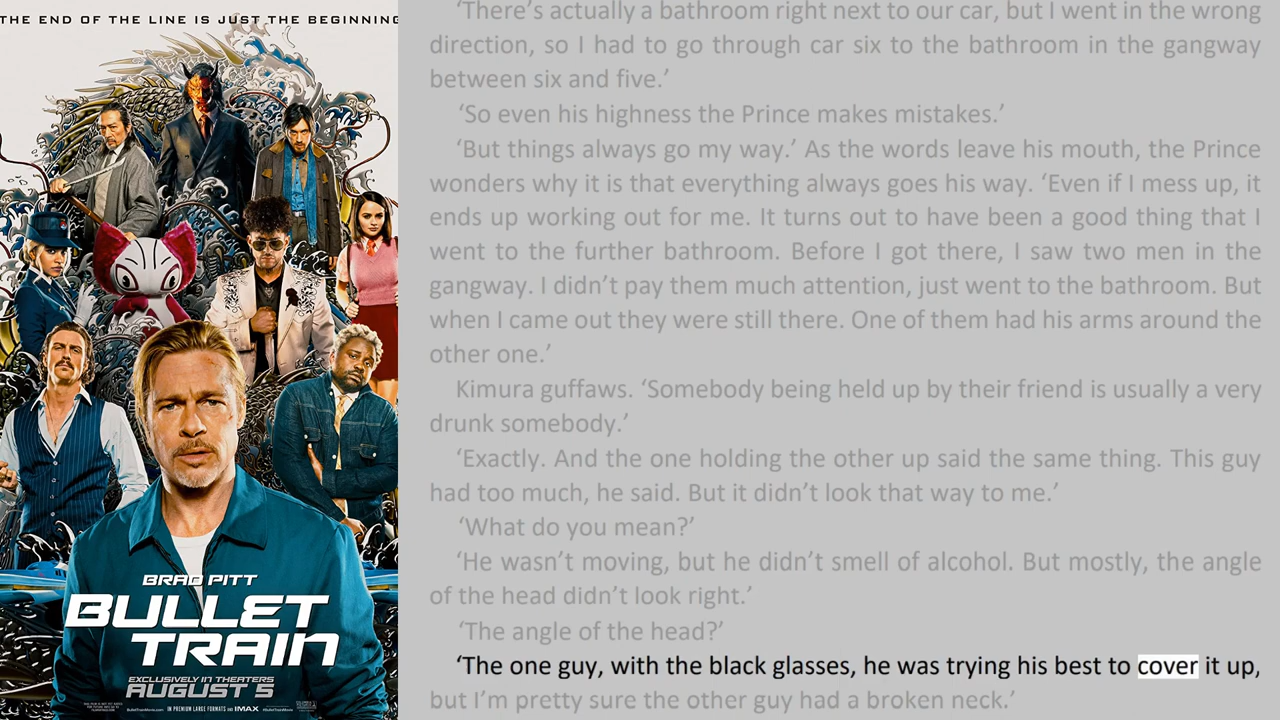 THE END OF THE LINE IS JUST THE BEGINNING
BRAD PITT
BULLET
TRAIN
EXCLUSIVELY IN THEATERS
AUGUST 5
IN PREMIUM LARGE FORMATS AND IMAX
‘There’s actually a bathroom right next to our car, but I went in the wrong
direction, so I had to go through car six to the bathroom in the gangway
between six and five.’
‘So even his highness the Prince makes mistakes.’
‘But things always go my way.’ As the words leave his mouth, the Prince
wonders why it is that everything always goes his way. ‘Even if I mess up, it
ends up working out for me. It turns out to have been a good thing that I
went to the further bathroom. Before I got there, I saw two men in the
gangway. I didn’t pay them much attention, just went to the bathroom. But
when I came out they were still there. One of them had his arms around the
other one.’
Kimura guffaws. ‘Somebody being held up by their friend is usually a very
drunk somebody.’
‘Exactly. And the one holding the other up said the same thing. This guy
had too much, he said. But it didn’t look that way to me.’
‘What do you mean?’
‘He wasn’t moving, but he didn’t smell of alcohol. But mostly, the angle
of the head didn’t look right.’
‘The angle of the head?’
‘The one guy, with the black glasses, he was trying his best to cover it up,
but I’m pretty sure the other guy had a broken neck.’